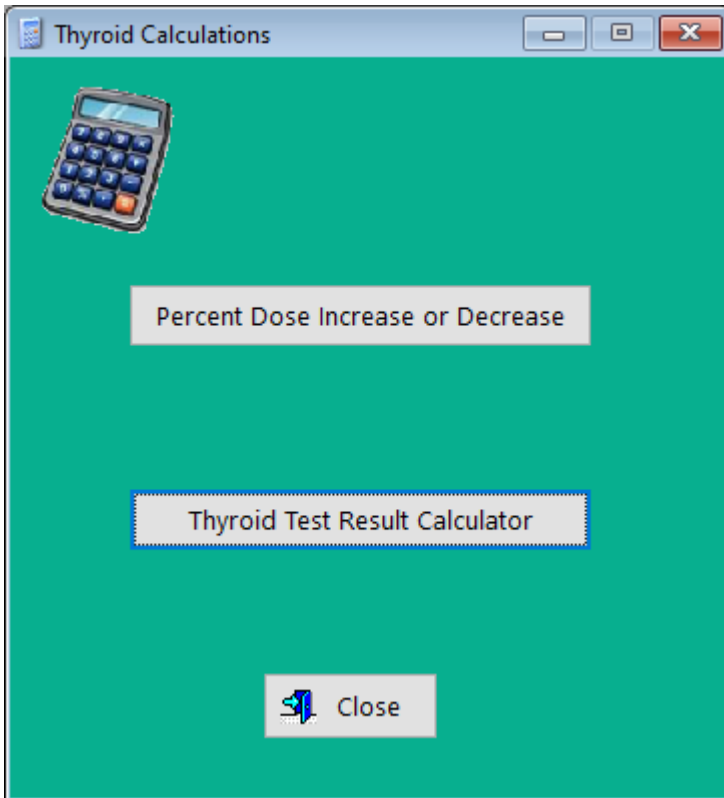 Thyroid Calculations
Percent Dose Increase or Decrease
Thyroid Test Result Calculator
Close